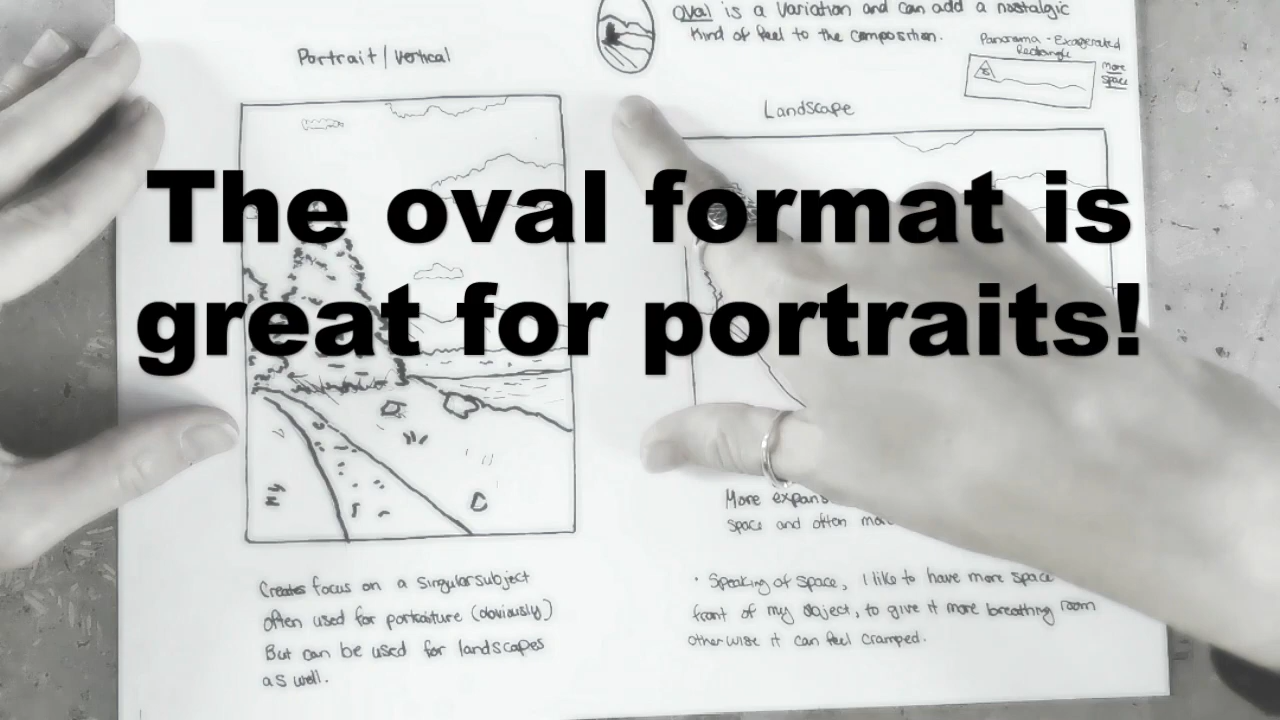 Oval is a variation and can add a nostalgic
kind of feel to the composition.
Portrait/Vertical
Panorama - Exagerated
Rectangle
more
space
Landscape
The oval format is
great for portraits!
More expans
space and often
Creates focus on a singular subject
often used for portraiture (obviously)
But can be used for landscapes
as well.
• Speaking of space, I like to have more space
front of my object, to give it more breathing room
otherwise it can feel cramped.